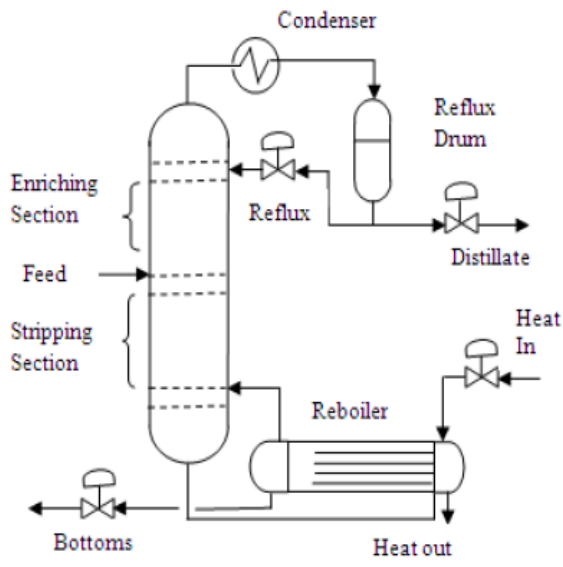 Condenser
Reflux
Drum
Enriching
Section
Reflux
Distillate
Feed
Stripping
Section
Heat
In
Reboiler
Bottoms
Heat out